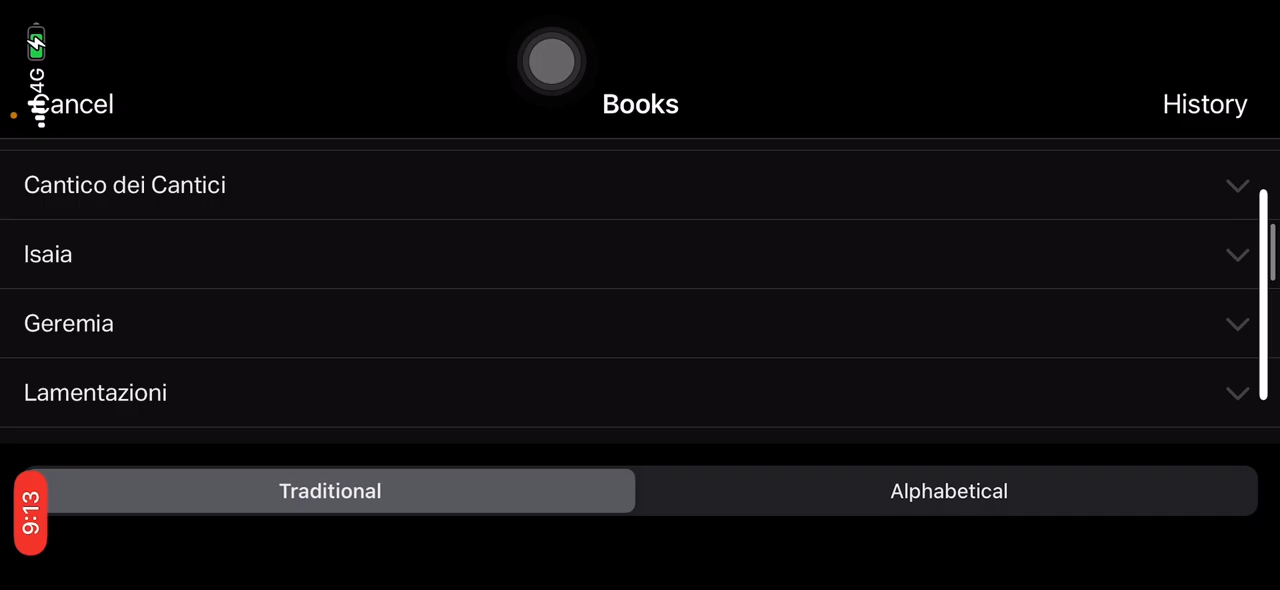 4G
Cancel
Books
History
Cantico dei Cantici
Isaia
Geremia
Lamentazioni
Traditional
Alphabetical
9:13